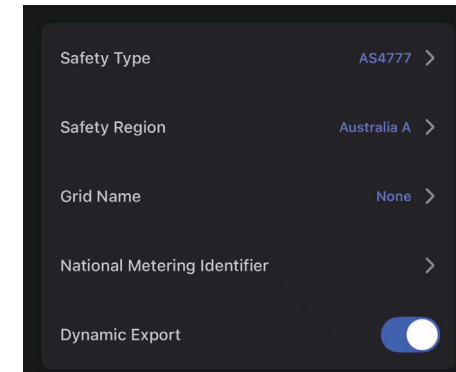 Safety Type AS4777
Safety Region Australia A
Grid Name None
National Metering Identifier
Dynamic Export